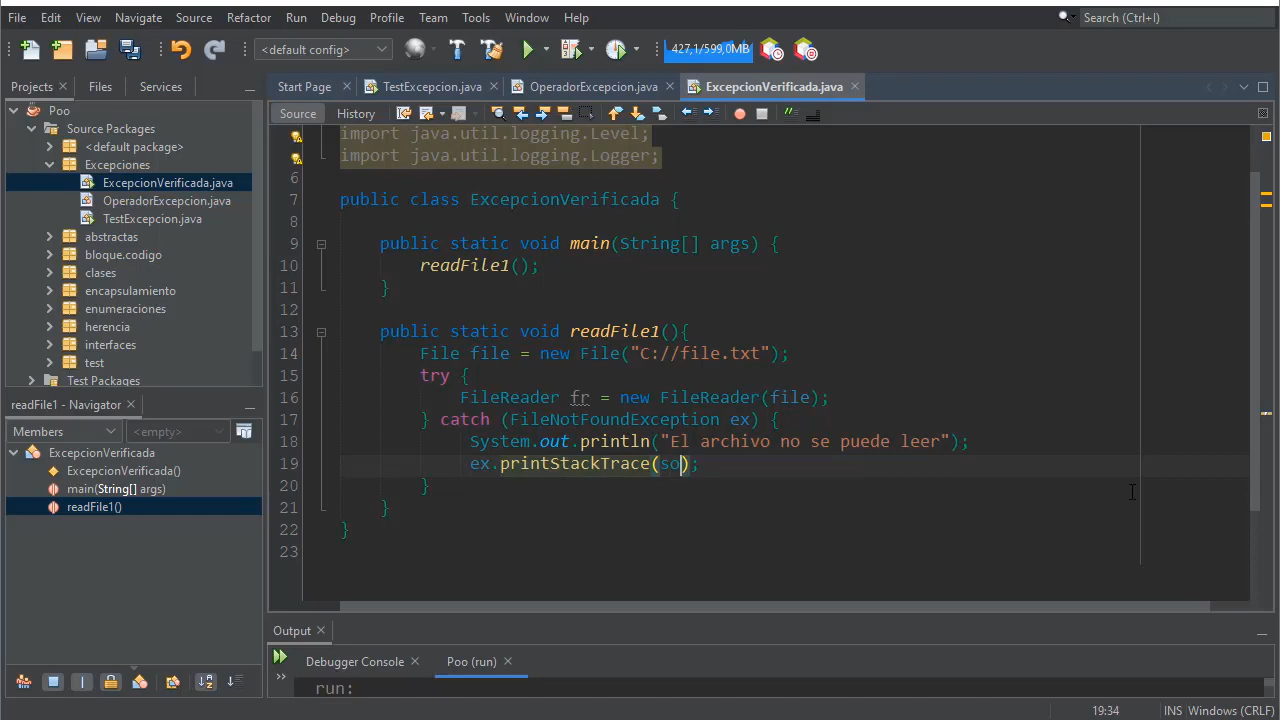 File Edit View Navigate Source Refactor Run Debug Profile Team Tools Window Help Search (Ctrl+I)
<default config> 427,1/599,0MB
Projects Files Services
Start Page TestExcepcion.java OperadorExcepcion.java ExcepcionVerificada.java
Source History
Poo
Source Packages
<default package>
Excepciones
ExcepcionVerificada.java
OperadorExcepcion.java
TestExcepcion.java
abstractas
bloque.codigo
clases
encapsulamiento
enumeraciones
herencia
interfaces
test
Test Packages
readFile1 - Navigator
Members <empty>
ExcepcionVerificada
ExcepcionVerificada()
main(String[] args)
readFile1()
import java.util.logging.Level;
import java.util.logging.Logger;
6
7 public class ExcepcionVerificada {
8
9 public static void main(String[] args) {
10 readFile1();
11 }
12
13 public static void readFile1(){
14 File file = new File("C://file.txt");
15 try {
16 FileReader fr = new FileReader(file);
17 } catch (FileNotFoundException ex) {
18 System.out.println("El archivo no se puede leer");
19 ex.printStackTrace(so);
20 }
21 }
22 }
23
Output
Debugger Console Poo (run)
run:
19:34 INS Windows (CRLF)